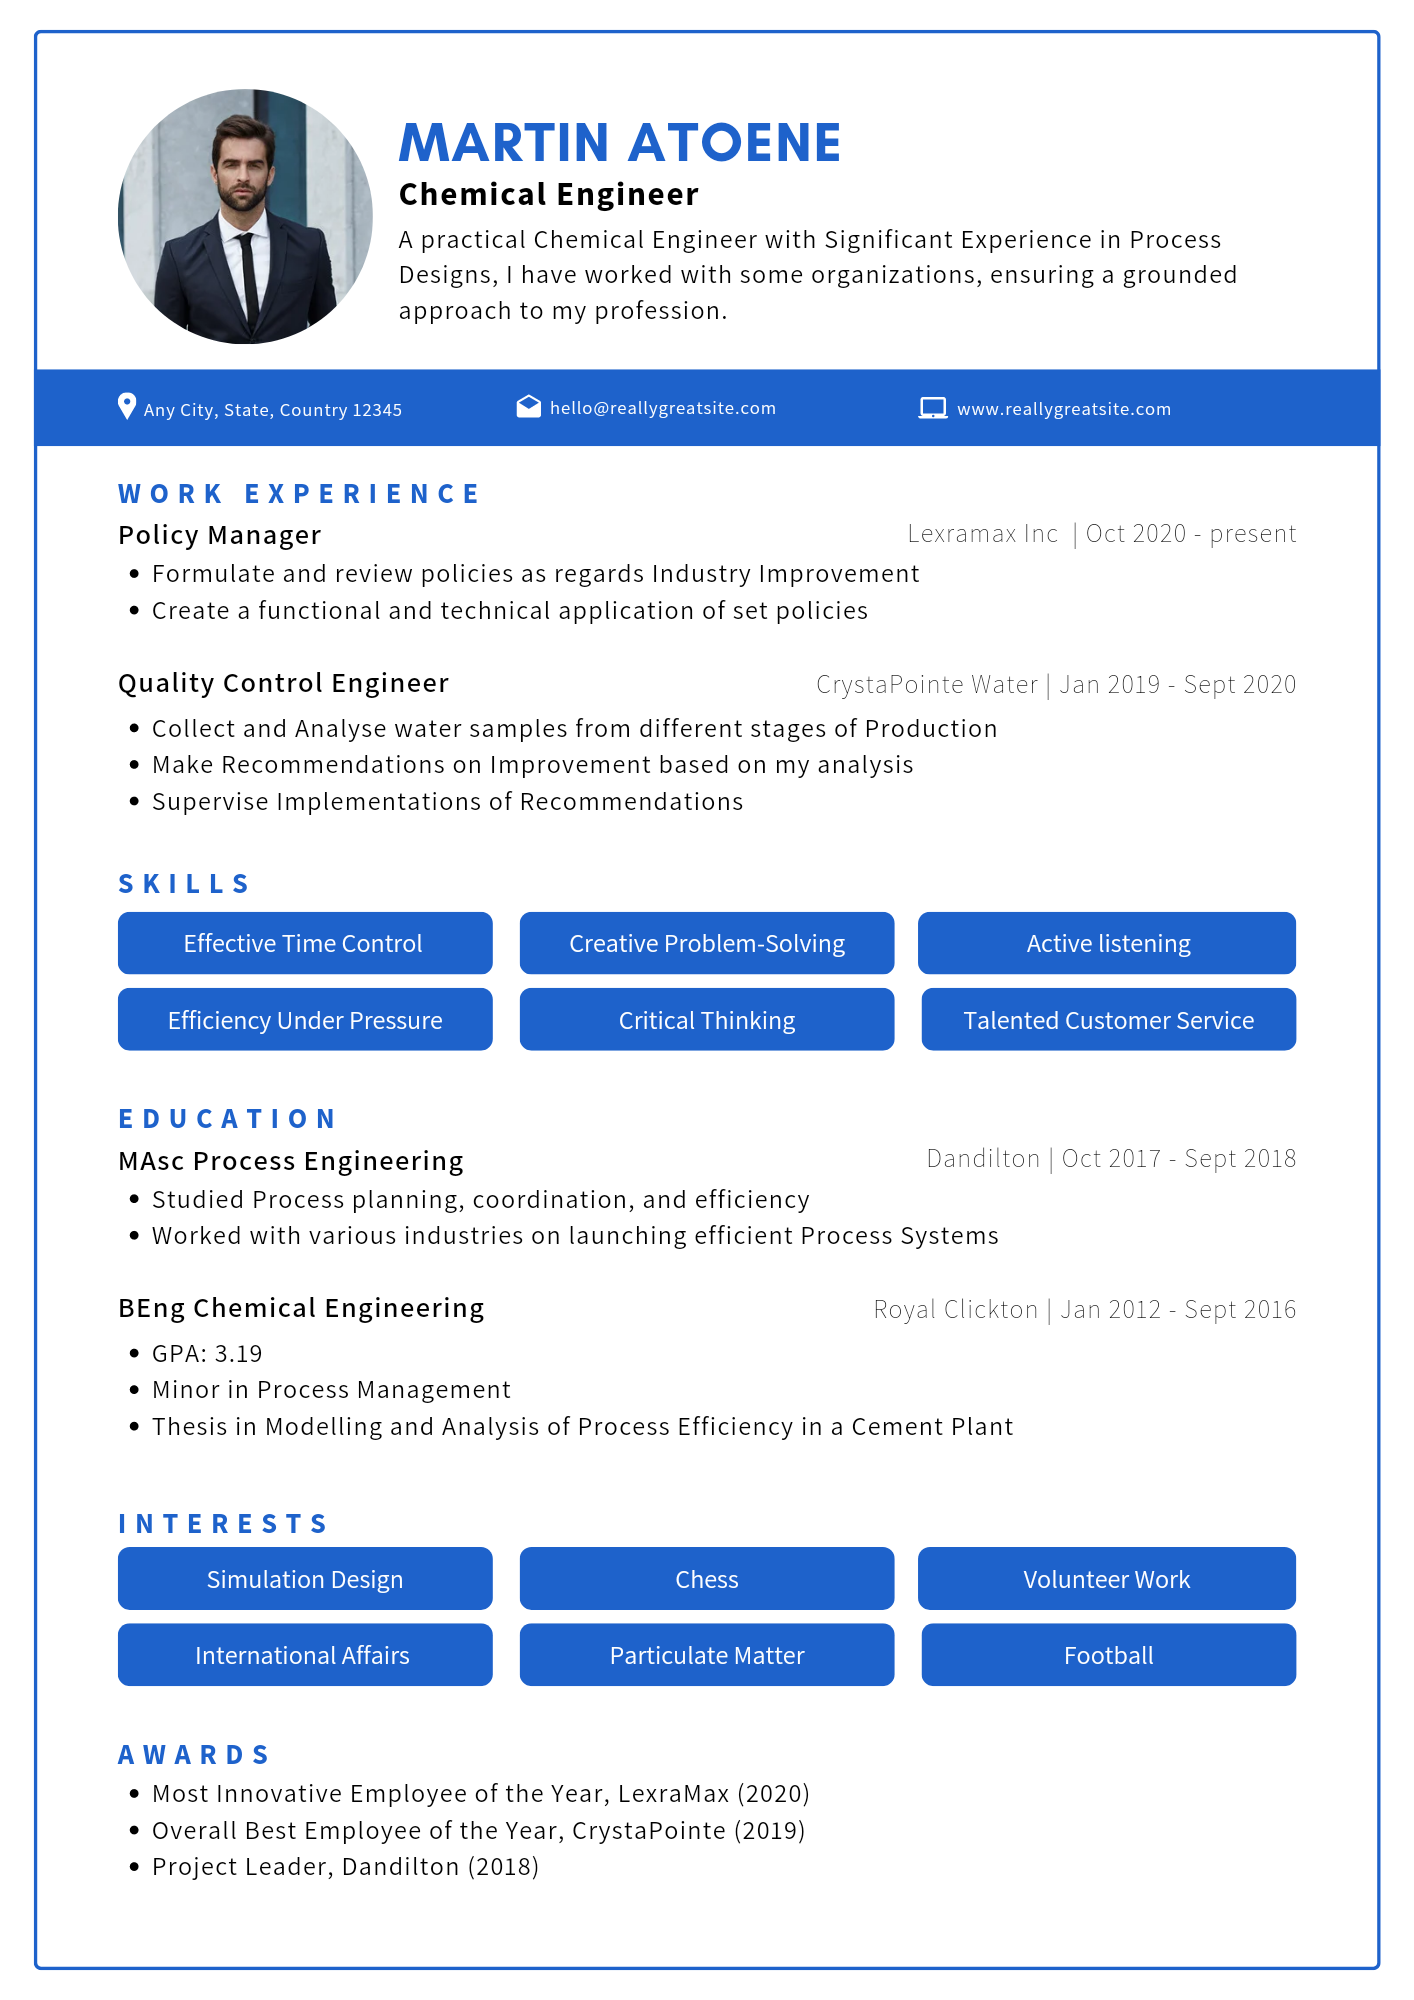 MARTIN ATOENE
Chemical Engineer
A practical Chemical Engineer with Significant Experience in Process
Designs, I have worked with some organizations, ensuring a grounded
approach to my profession.
Any City, State, Country 12345
hello@reallygreatsite.com
www.reallygreatsite.com
WORK EXPERIENCE
Policy Manager
Lexramax Inc | Oct 2020 - present
• Formulate and review policies as regards Industry Improvement
• Create a functional and technical application of set policies
Quality Control Engineer
CrystaPointe Water | Jan 2019 - Sept 2020
• Collect and Analyse water samples from different stages of Production
• Make Recommendations on Improvement based on my analysis
• Supervise Implementations of Recommendations
SKILLS
Effective Time Control
Creative Problem-Solving
Active listening
Efficiency Under Pressure
Critical Thinking
Talented Customer Service
EDUCATION
MAsc Process Engineering
Dandilton | Oct 2017 - Sept 2018
• Studied Process planning, coordination, and efficiency
• Worked with various industries on launching efficient Process Systems
BEng Chemical Engineering
Royal Clickton | Jan 2012 - Sept 2016
• GPA: 3.19
• Minor in Process Management
• Thesis in Modelling and Analysis of Process Efficiency in a Cement Plant
INTERESTS
Simulation Design
Chess
Volunteer Work
International Affairs
Particulate Matter
Football
AWARDS
• Most Innovative Employee of the Year, LexraMax (2020)
• Overall Best Employee of the Year, CrystaPointe (2019)
• Project Leader, Dandilton (2018)